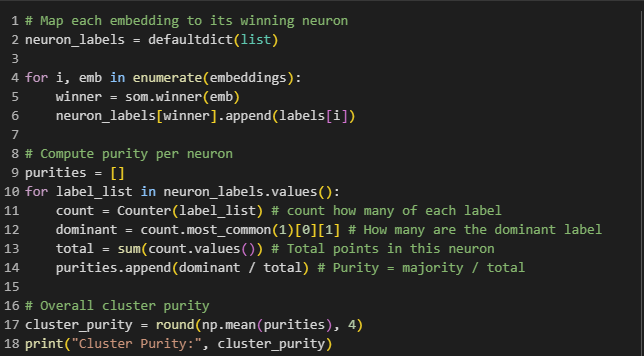 1 # Map each embedding to its winning neuron
2 neuron_labels = defaultdict(list)
3
4 for i, emb in enumerate(embeddings):
5     winner = som.winner(emb)
6     neuron_labels[winner].append(labels[i])
7
8 # Compute purity per neuron
9 purities = []
10 for label_list in neuron_labels.values():
11     count = Counter(label_list) # count how many of each label
12     dominant = count.most_common(1)[0][1] # How many are the dominant label
13     total = sum(count.values()) # Total points in this neuron
14     purities.append(dominant / total) # Purity = majority / total
15
16 # Overall cluster purity
17 cluster_purity = round(np.mean(purities), 4)
18 print("Cluster Purity:", cluster_purity)